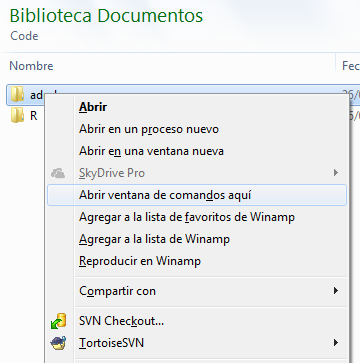 Biblioteca Documentos
Code
Nombre
Fec
Abrir
R
Abrir en un proceso nuevo
Abrir en una ventana nueva
SkyDrive Pro
Abrir ventana de comandos aquí
Agregar a la lista de favoritos de Winamp
Agregar a la lista de Winamp
Reproducir en Winamp
Compartir con
SVN Checkout...
TortoiseSVN